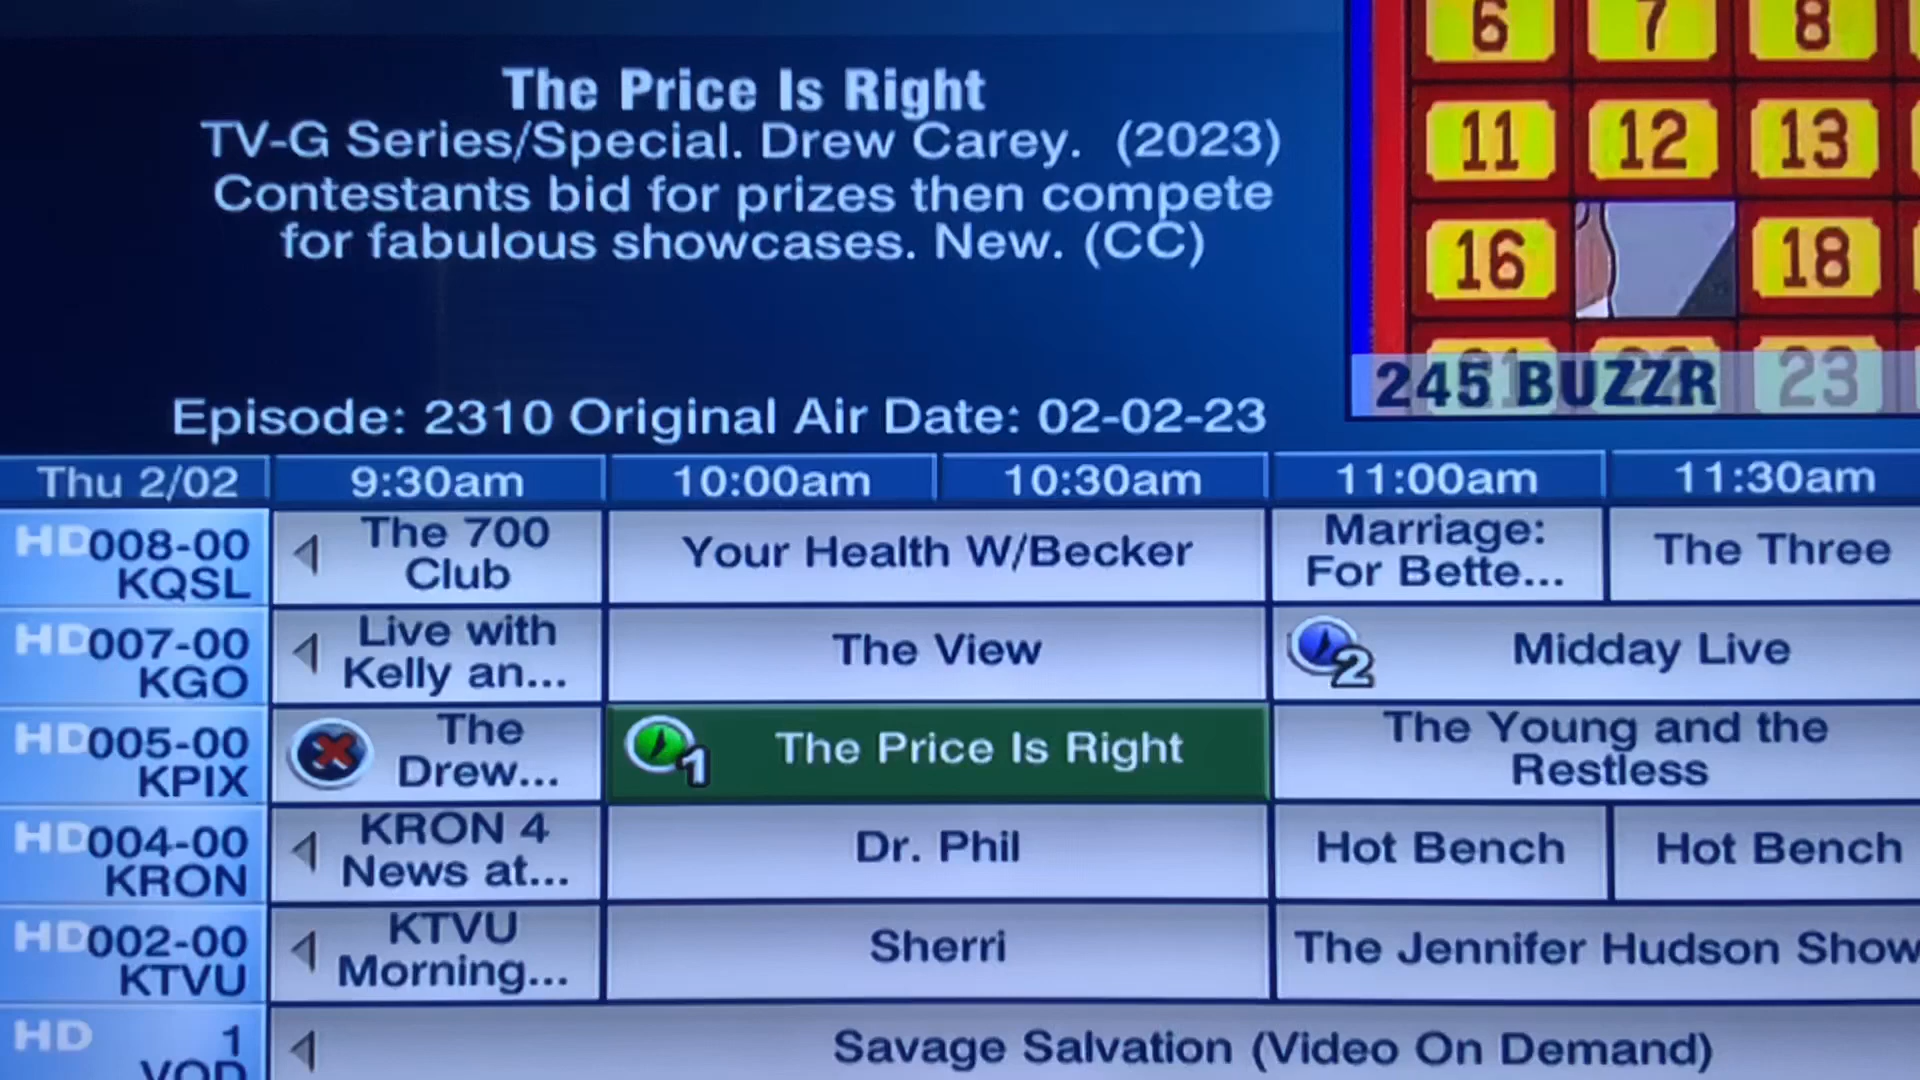 The Price Is Right
TV-G Series/Special. Drew Carey. (2023)
Contestants bid for prizes then compete
for fabulous showcases. New. (CC)
Episode: 2310 Original Air Date: 02-02-23
6 7 8
11 12 13
16 18
21 22 23
245 BUZZR
Thu 2/02 9:30am 10:00am 10:30am 11:00am 11:30am
HD008-00
KQSL
The 700
Club
Your Health W/Becker
Marriage:
For Bette...
The Three
HD007-00
KGO
Live with
Kelly an...
The View
2
Midday Live
HD005-00
KPIX
The
Drew...
1
The Price Is Right
The Young and the
Restless
HD004-00
KRON
KRON 4
News at...
Dr. Phil
Hot Bench
Hot Bench
HD002-00
KTVU
KTVU
Morning...
Sherri
The Jennifer Hudson Show
HD 1
VOD
Savage Salvation (Video On Demand)